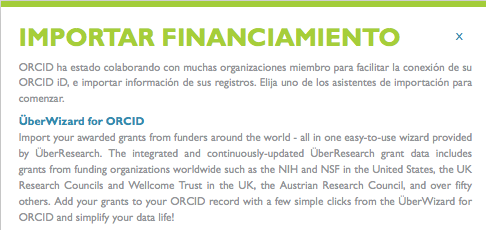 IMPORTAR FINANCIAMIENTO
x
ORCID ha estado colaborando con muchas organizaciones miembro para facilitar la conexión de su
ORCID iD, e importar información de sus registros. Elija uno de los asistentes de importación para
comenzar.
ÜberWizard for ORCID
Import your awarded grants from funders around the world - all in one easy-to-use wizard provided
by ÜberResearch. The integrated and continuously-updated ÜberResearch grant data includes
grants from funding organizations worldwide such as the NIH and NSF in the United States, the UK
Research Councils and Wellcome Trust in the UK, the Austrian Research Council, and over fifty
others. Add your grants to your ORCID record with a few simple clicks from the ÜberWizard for
ORCID and simplify your data life!